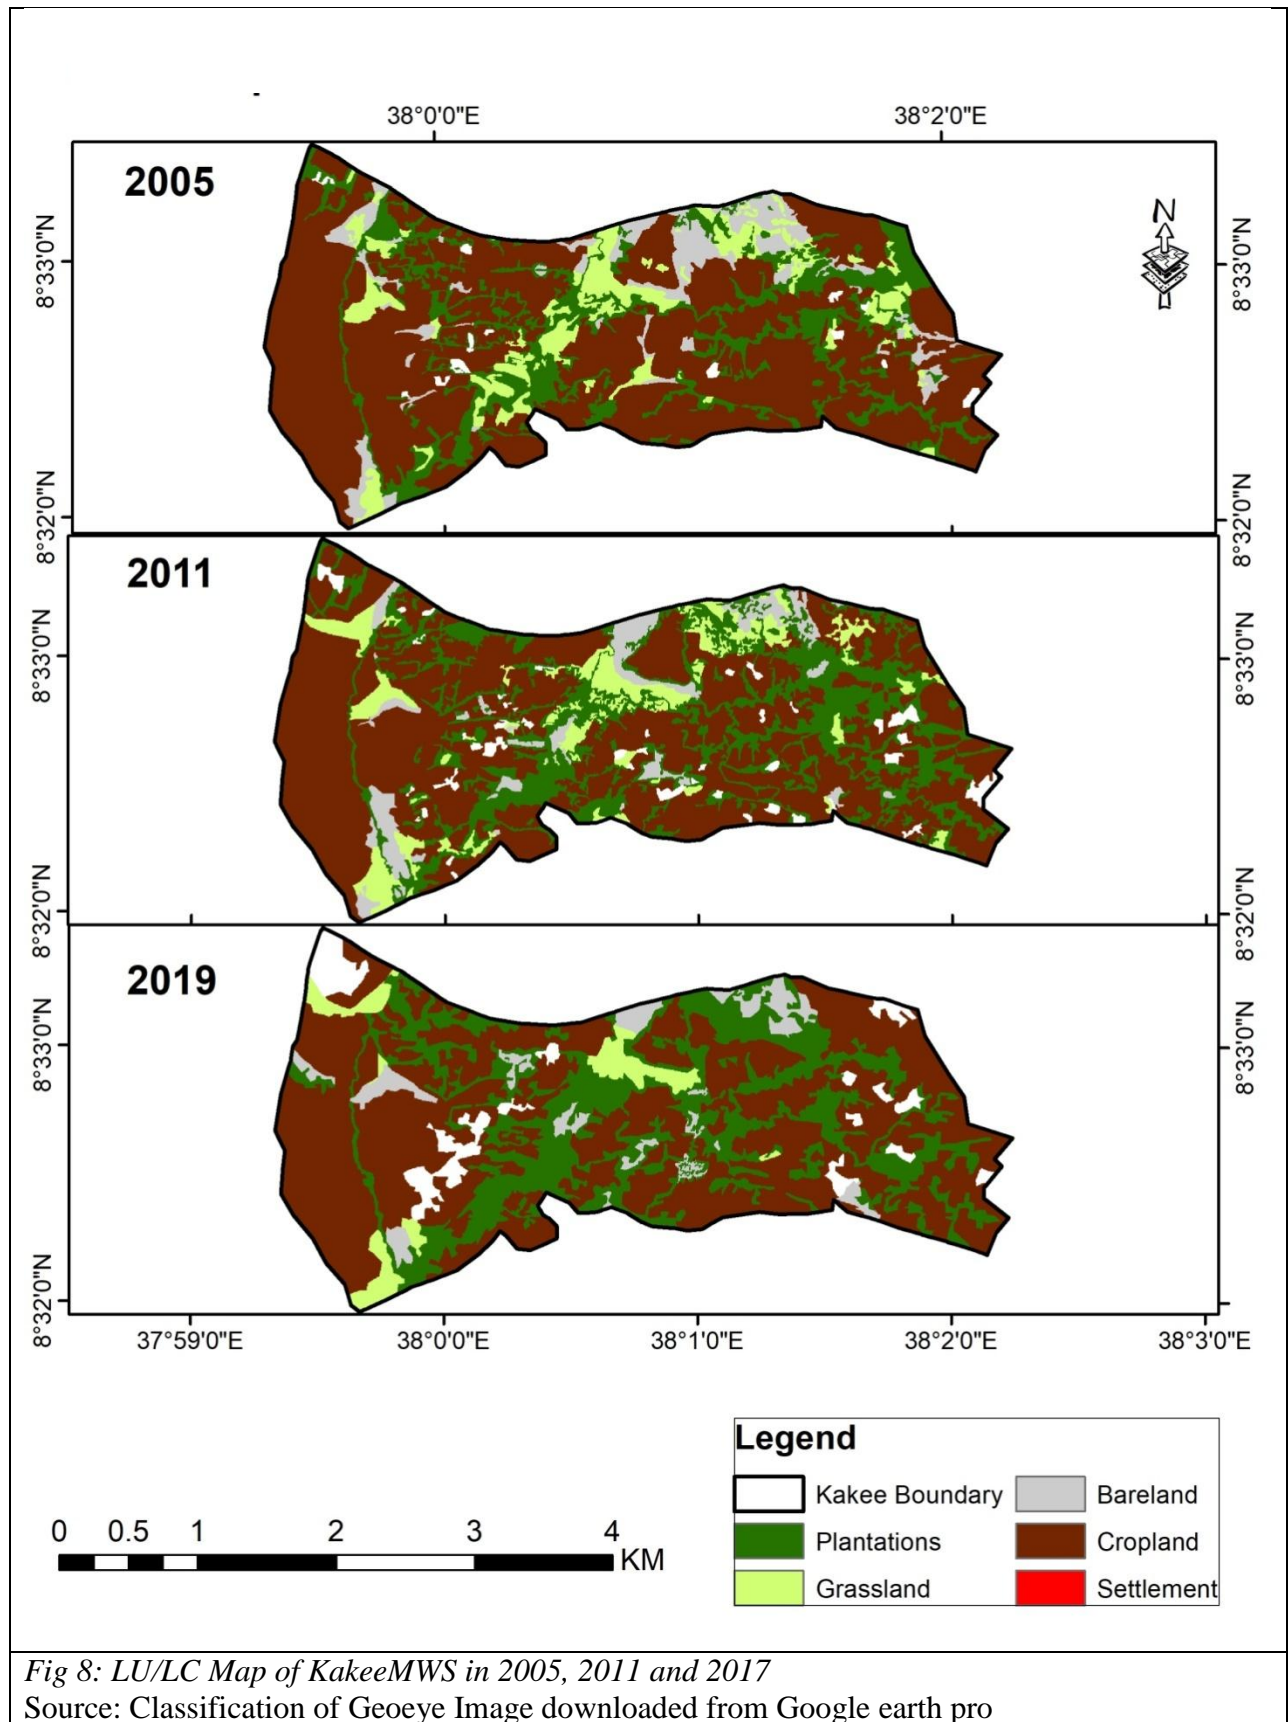 38°0'0"E 38°2'0"E
2005
N
8°33'0"N 8°33'0"N
8°32'0"N 8°32'0"N
2011
8°33'0"N 8°33'0"N
8°32'0"N 8°32'0"N
2019
8°33'0"N 8°33'0"N
8°32'0"N
37°59'0"E 38°0'0"E 38°1'0"E 38°2'0"E 38°3'0"E
Legend
Kakee Boundary Bareland
Plantations Cropland
Grassland Settlement
0 0.5 1 2 3 4
KM
Fig 8: LU/LC Map of KakeeMWS in 2005, 2011 and 2017
Source: Classification of Geoeye Image downloaded from Google earth pro